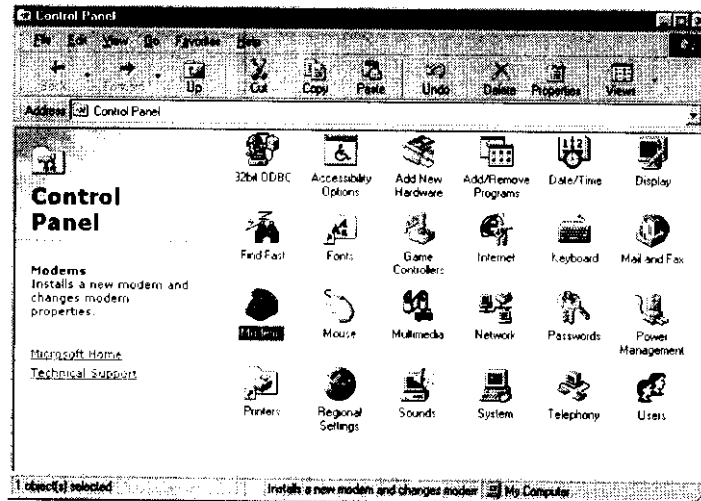 Control Panel
File Edit View Go Favorites Help
Back Forward Up Cut Copy Paste Undo Delete Properties Views
Address Control Panel
Control
Panel
Modems
Installs a new modem and
changes modem
properties.
Microsoft Home
Technical Support
32bit ODBC Accessibility Options Add New Hardware Add/Remove Programs Date/Time Display
Find Fast Fonts Game Controllers Internet Keyboard Mail and Fax
Modems Mouse Multimedia Network Passwords Power Management
Printers Regional Settings Sounds System Telephony Users
1 object(s) selected Installs a new modem and changes moder My Computer